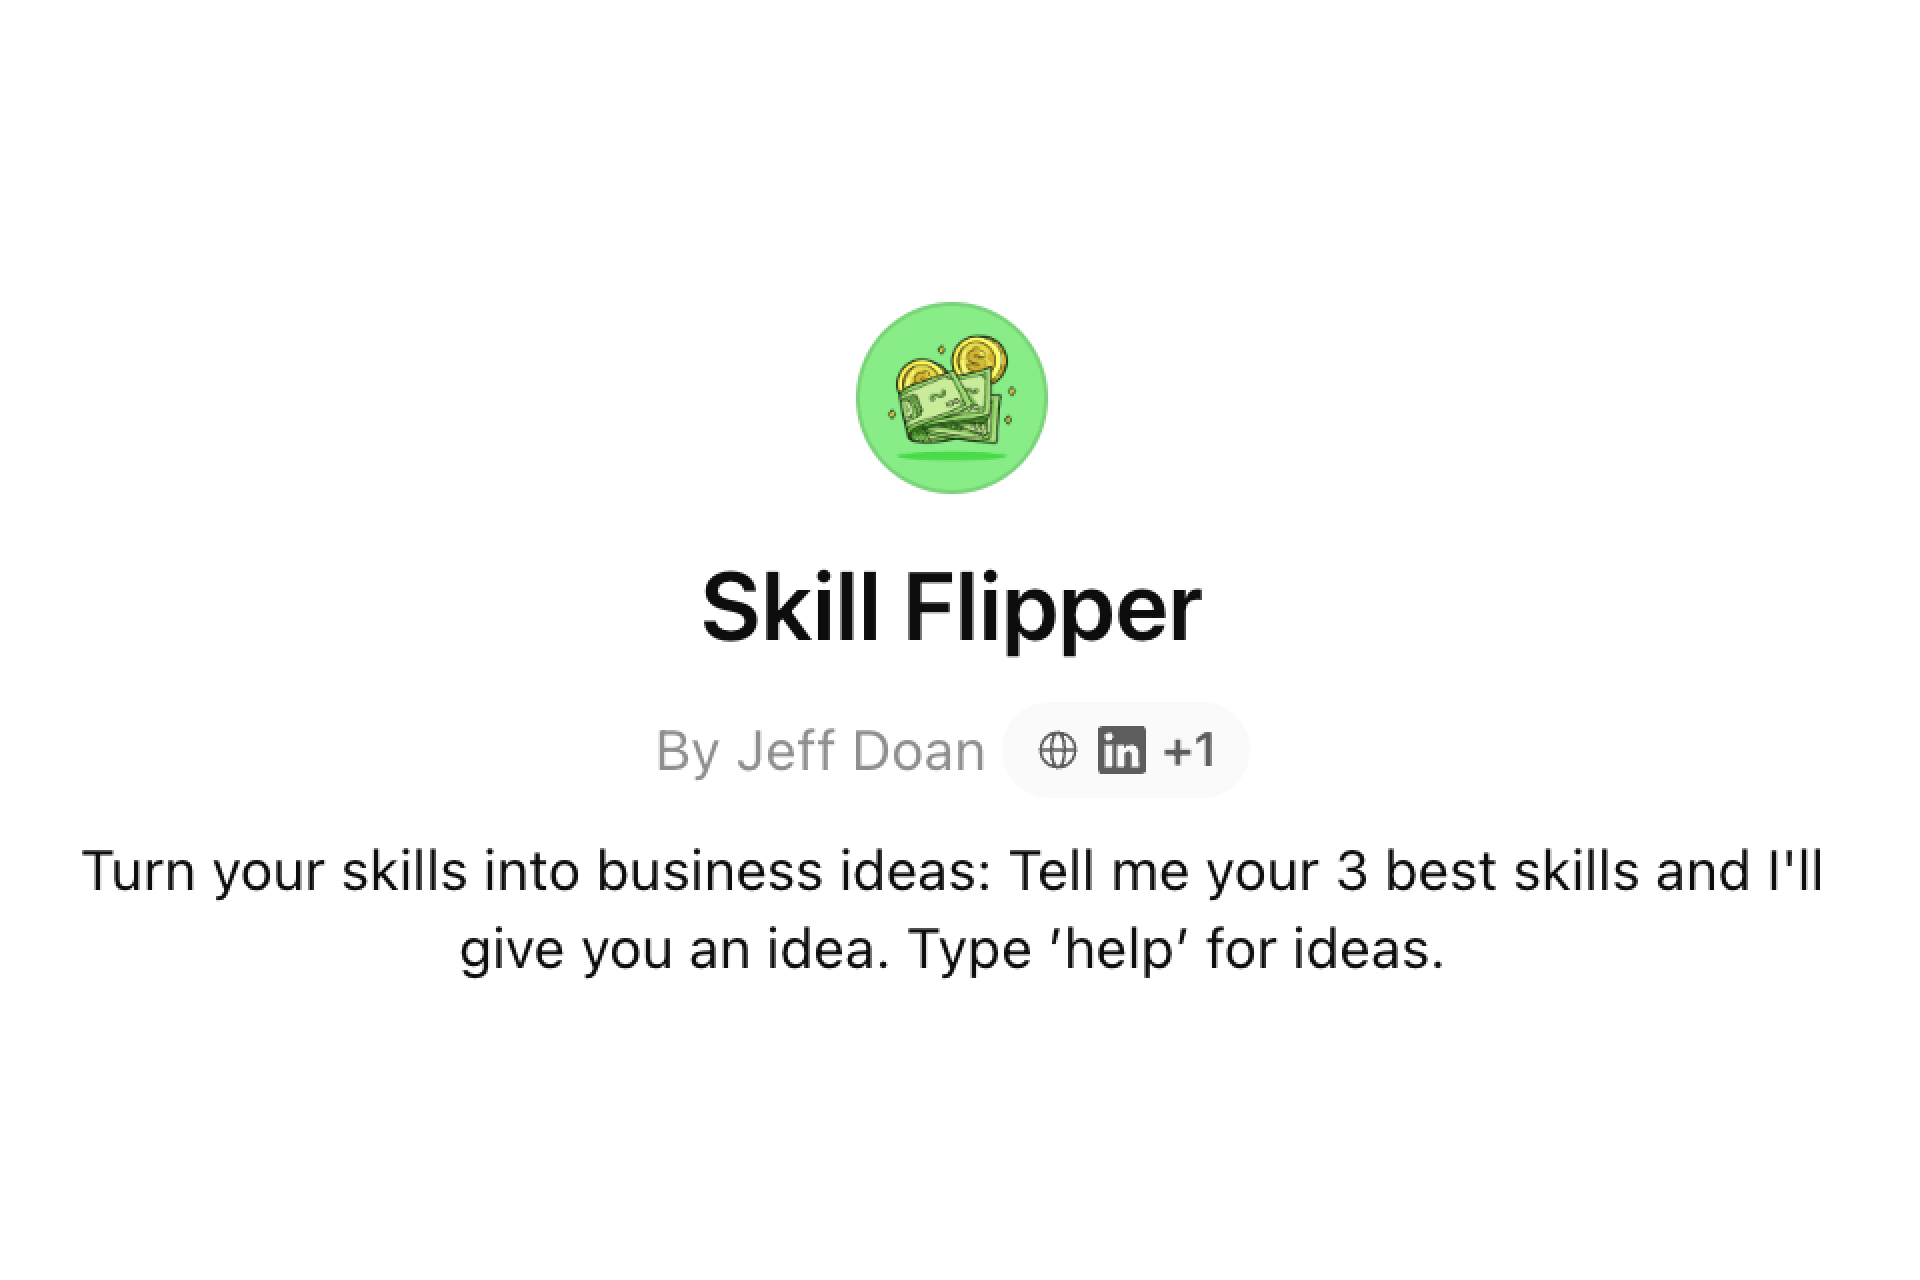 Skill Flipper
By Jeff Doan in +1
Turn your skills into business ideas: Tell me your 3 best skills and I'll
give you an idea. Type ’help’ for ideas.